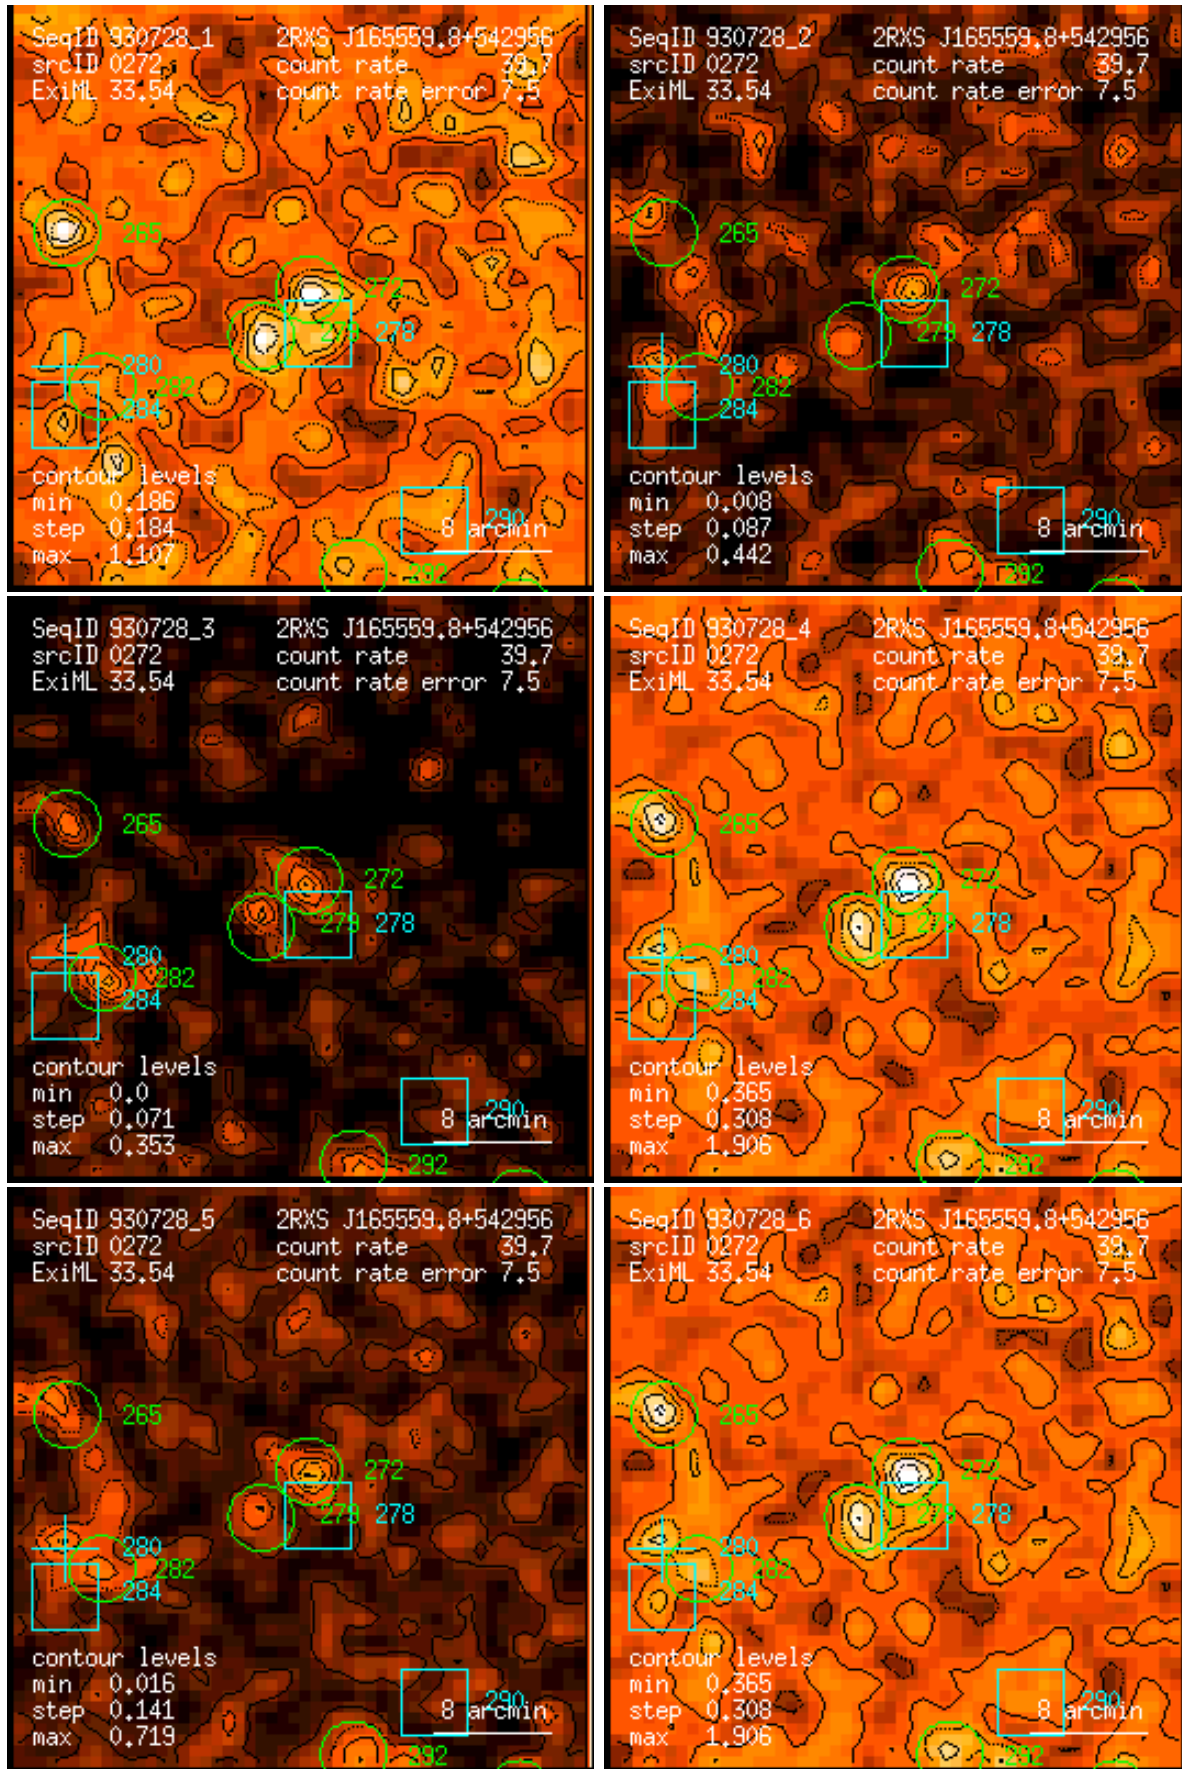 SeqID 930728_1 2RXS J165559.8+542956
srcID 0272 count rate 39.7
ExiML 33.54 count rate error 7.5
265
272
279 278
280
282
284
contour levels
min 0.186
step 0.184
max 1.107
290
8 arcmin
292
SeqID 930728_2 2RXS J165559.8+542956
srcID 0272 count rate 39.7
ExiML 33.54 count rate error 7.5
265
272
279 278
280
282
284
contour levels
min 0.008
step 0.087
max 0.442
290
8 arcmin
292
SeqID 930728_3 2RXS J165559.8+542956
srcID 0272 count rate 39.7
ExiML 33.54 count rate error 7.5
265
272
279 278
280
282
284
contour levels
min 0.0
step 0.071
max 0.353
290
8 arcmin
292
SeqID 930728_4 2RXS J165559.8+542956
srcID 0272 count rate 39.7
ExiML 33.54 count rate error 7.5
265
272
279 278
280
282
284
contour levels
min 0.365
step 0.308
max 1.906
290
8 arcmin
292
SeqID 930728_5 2RXS J165559.8+542956
srcID 0272 count rate 39.7
ExiML 33.54 count rate error 7.5
265
272
279 278
280
282
284
contour levels
min 0.016
step 0.141
max 0.719
290
8 arcmin
292
SeqID 930728_6 2RXS J165559.8+542956
srcID 0272 count rate 39.7
ExiML 33.54 count rate error 7.5
265
272
279 278
280
282
284
contour levels
min 0.365
step 0.308
max 1.906
290
8 arcmin
292